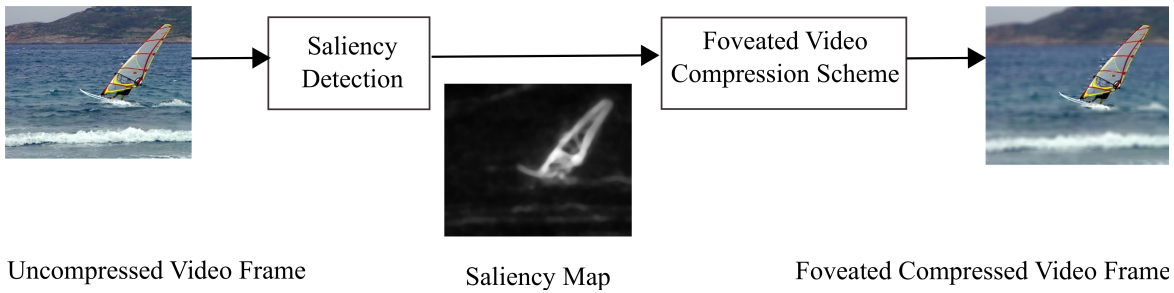 Saliency
Detection
Foveated Video
Compression Scheme
Uncompressed Video Frame
Saliency Map
Foveated Compressed Video Frame